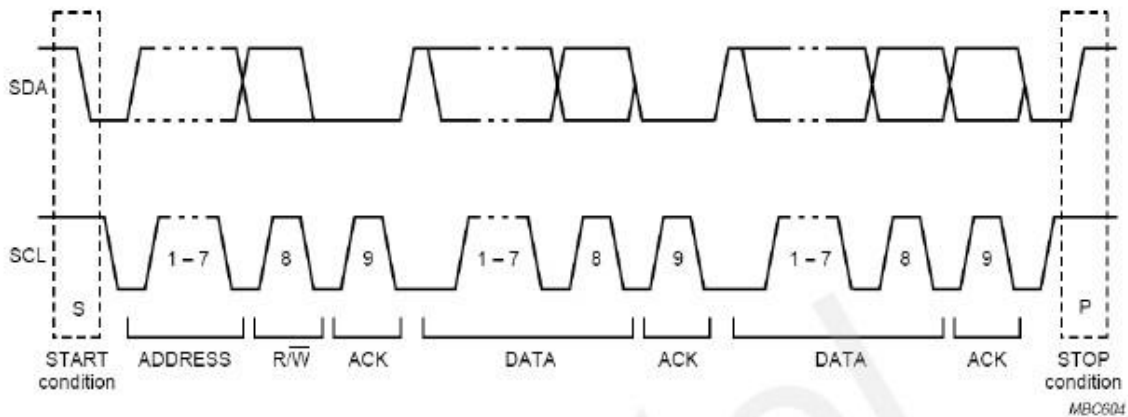 SDA
SCL
1 – 7
8
9
1 – 7
8
9
1 – 7
8
9
S
P
START
condition
ADDRESS
R/W̅
ACK
DATA
ACK
DATA
ACK
STOP
condition
MBC604